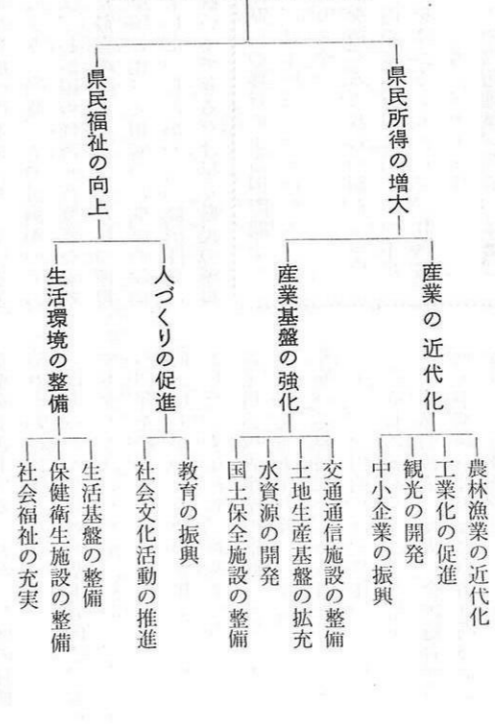 県民所得の増大
産業の近代化
農林漁業の近代化
工業化の促進
観光の開発
中小企業の振興
産業基盤の強化
交通通信施設の整備
土地生産基盤の拡充
水資源の開発
国土保全施設の整備
県民福祉の向上
人づくりの促進
教育の振興
社会文化活動の推進
生活環境の整備
生活基盤の整備
保健衛生施設の整備
社会福祉の充実